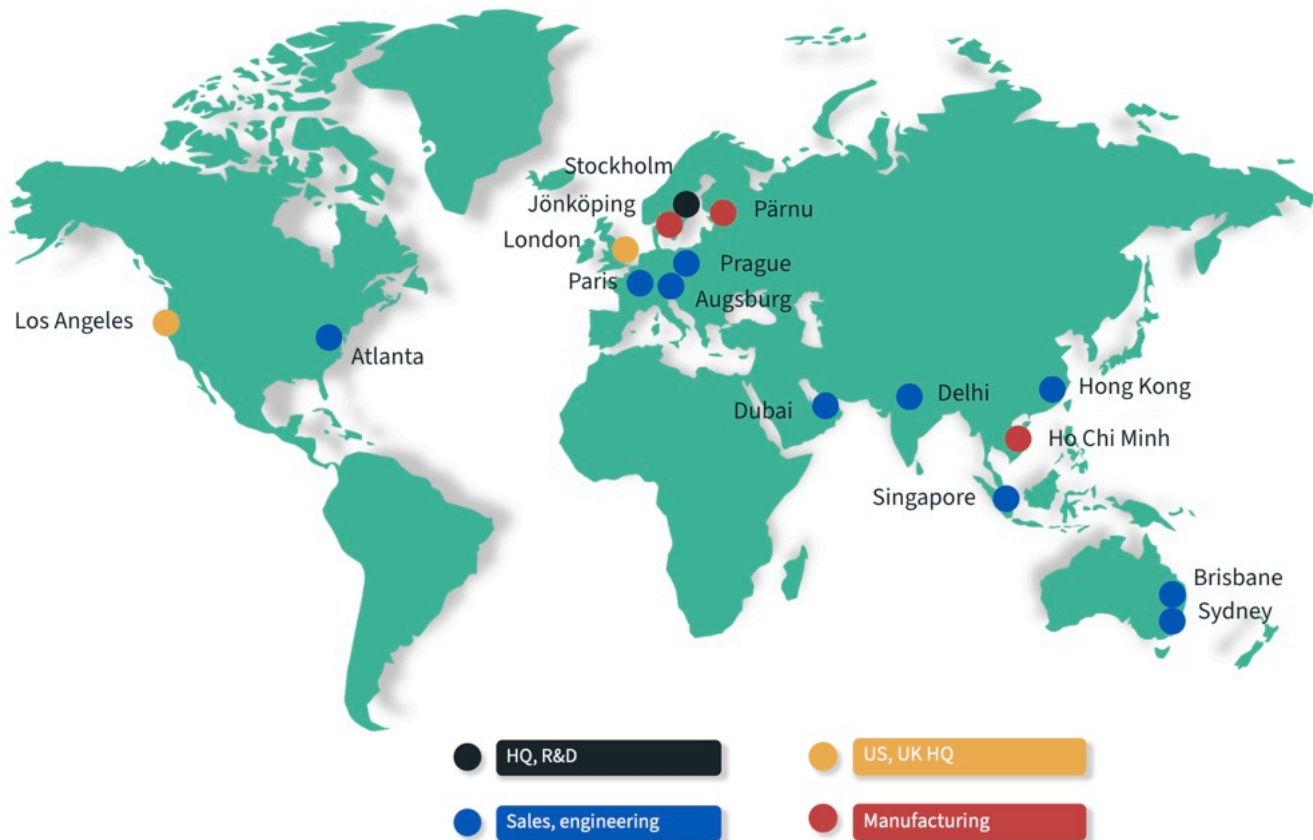 Stockholm
Jönköping
Pärnu
London
Prague
Paris
Augsburg
Los Angeles
Atlanta
Dubai
Delhi
Hong Kong
Ho Chi Minh
Singapore
Brisbane
Sydney
HQ, R&D
US, UK HQ
Sales, engineering
Manufacturing